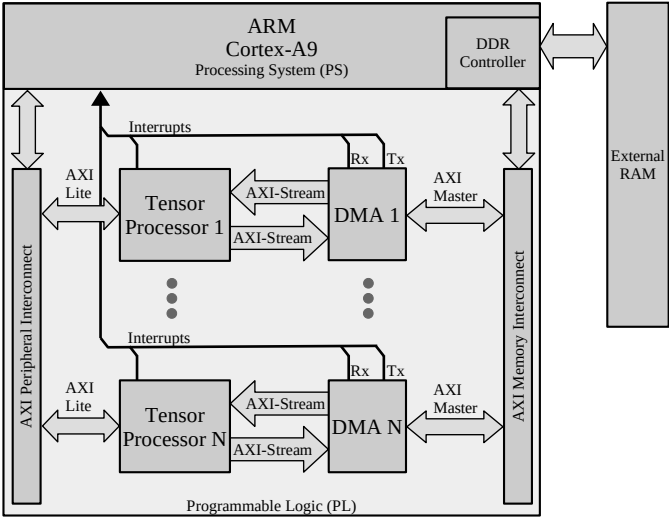 ARM
Cortex-A9
Processing System (PS)
DDR
Controller
External
RAM
Interrupts
Rx
Tx
AXI
Lite
Tensor
Processor 1
AXI-Stream
AXI-Stream
DMA 1
AXI
Master
AXI Peripheral Interconnect
AXI Memory Interconnect
Interrupts
Rx
Tx
AXI
Lite
Tensor
Processor N
AXI-Stream
AXI-Stream
DMA N
AXI
Master
Programmable Logic (PL)